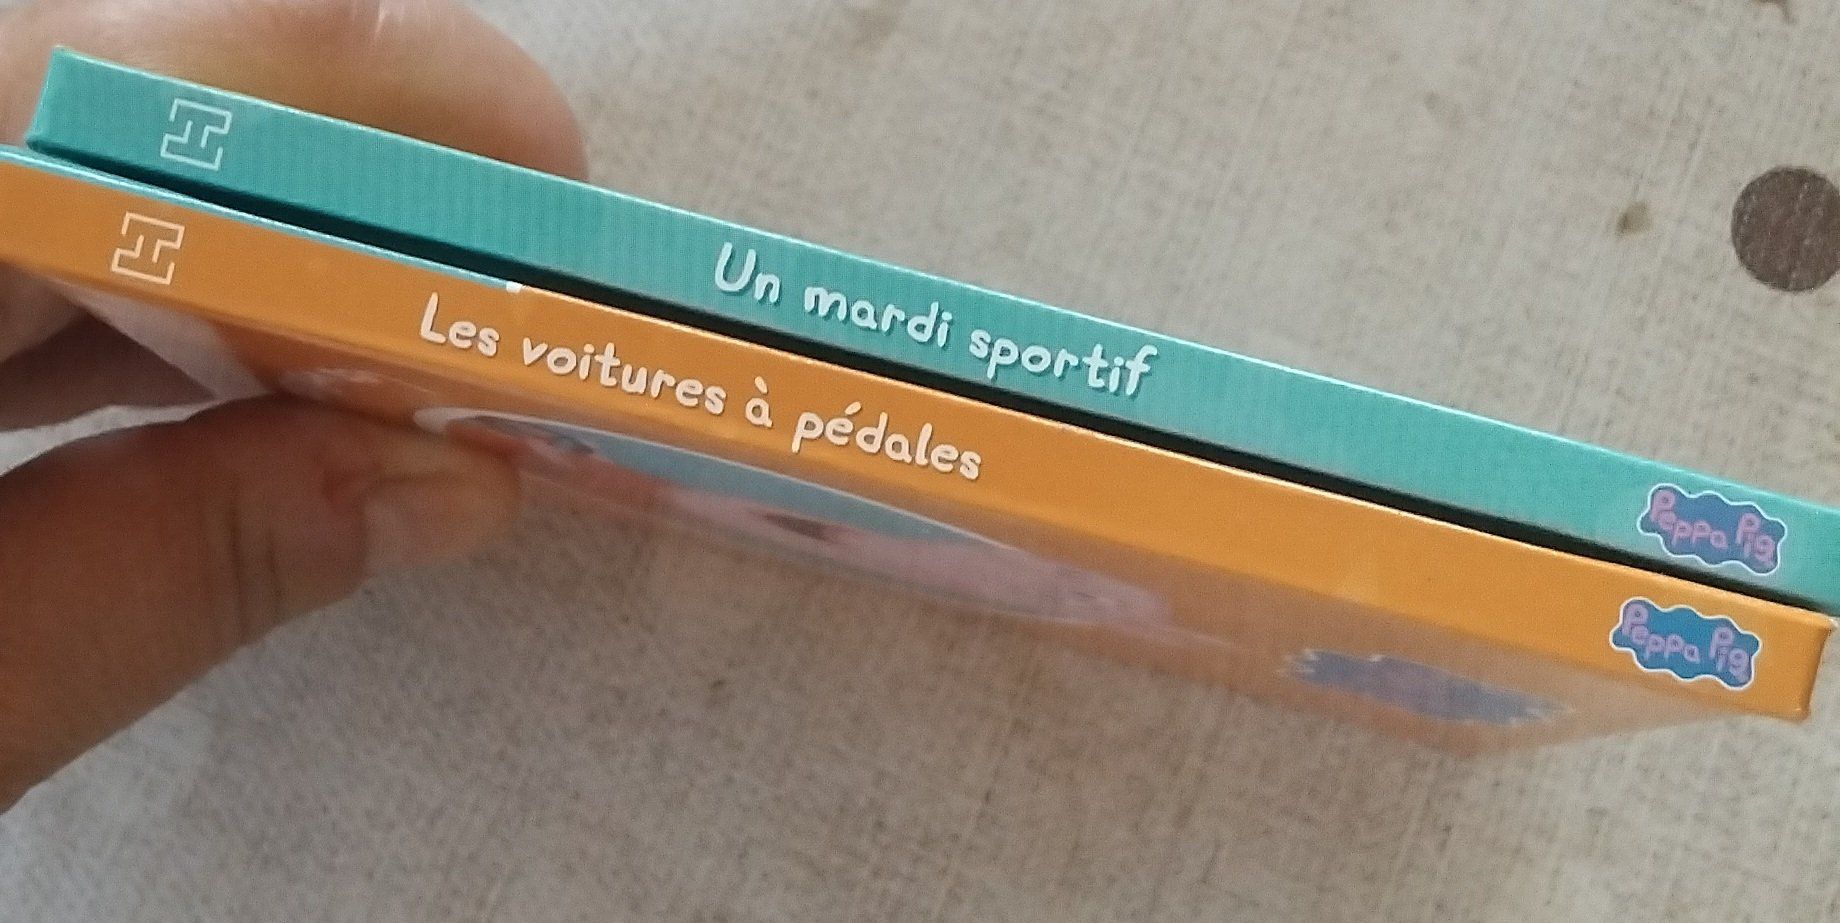 Un mardi sportif
Peppa Pig
Les voitures à pédales
Peppa Pig